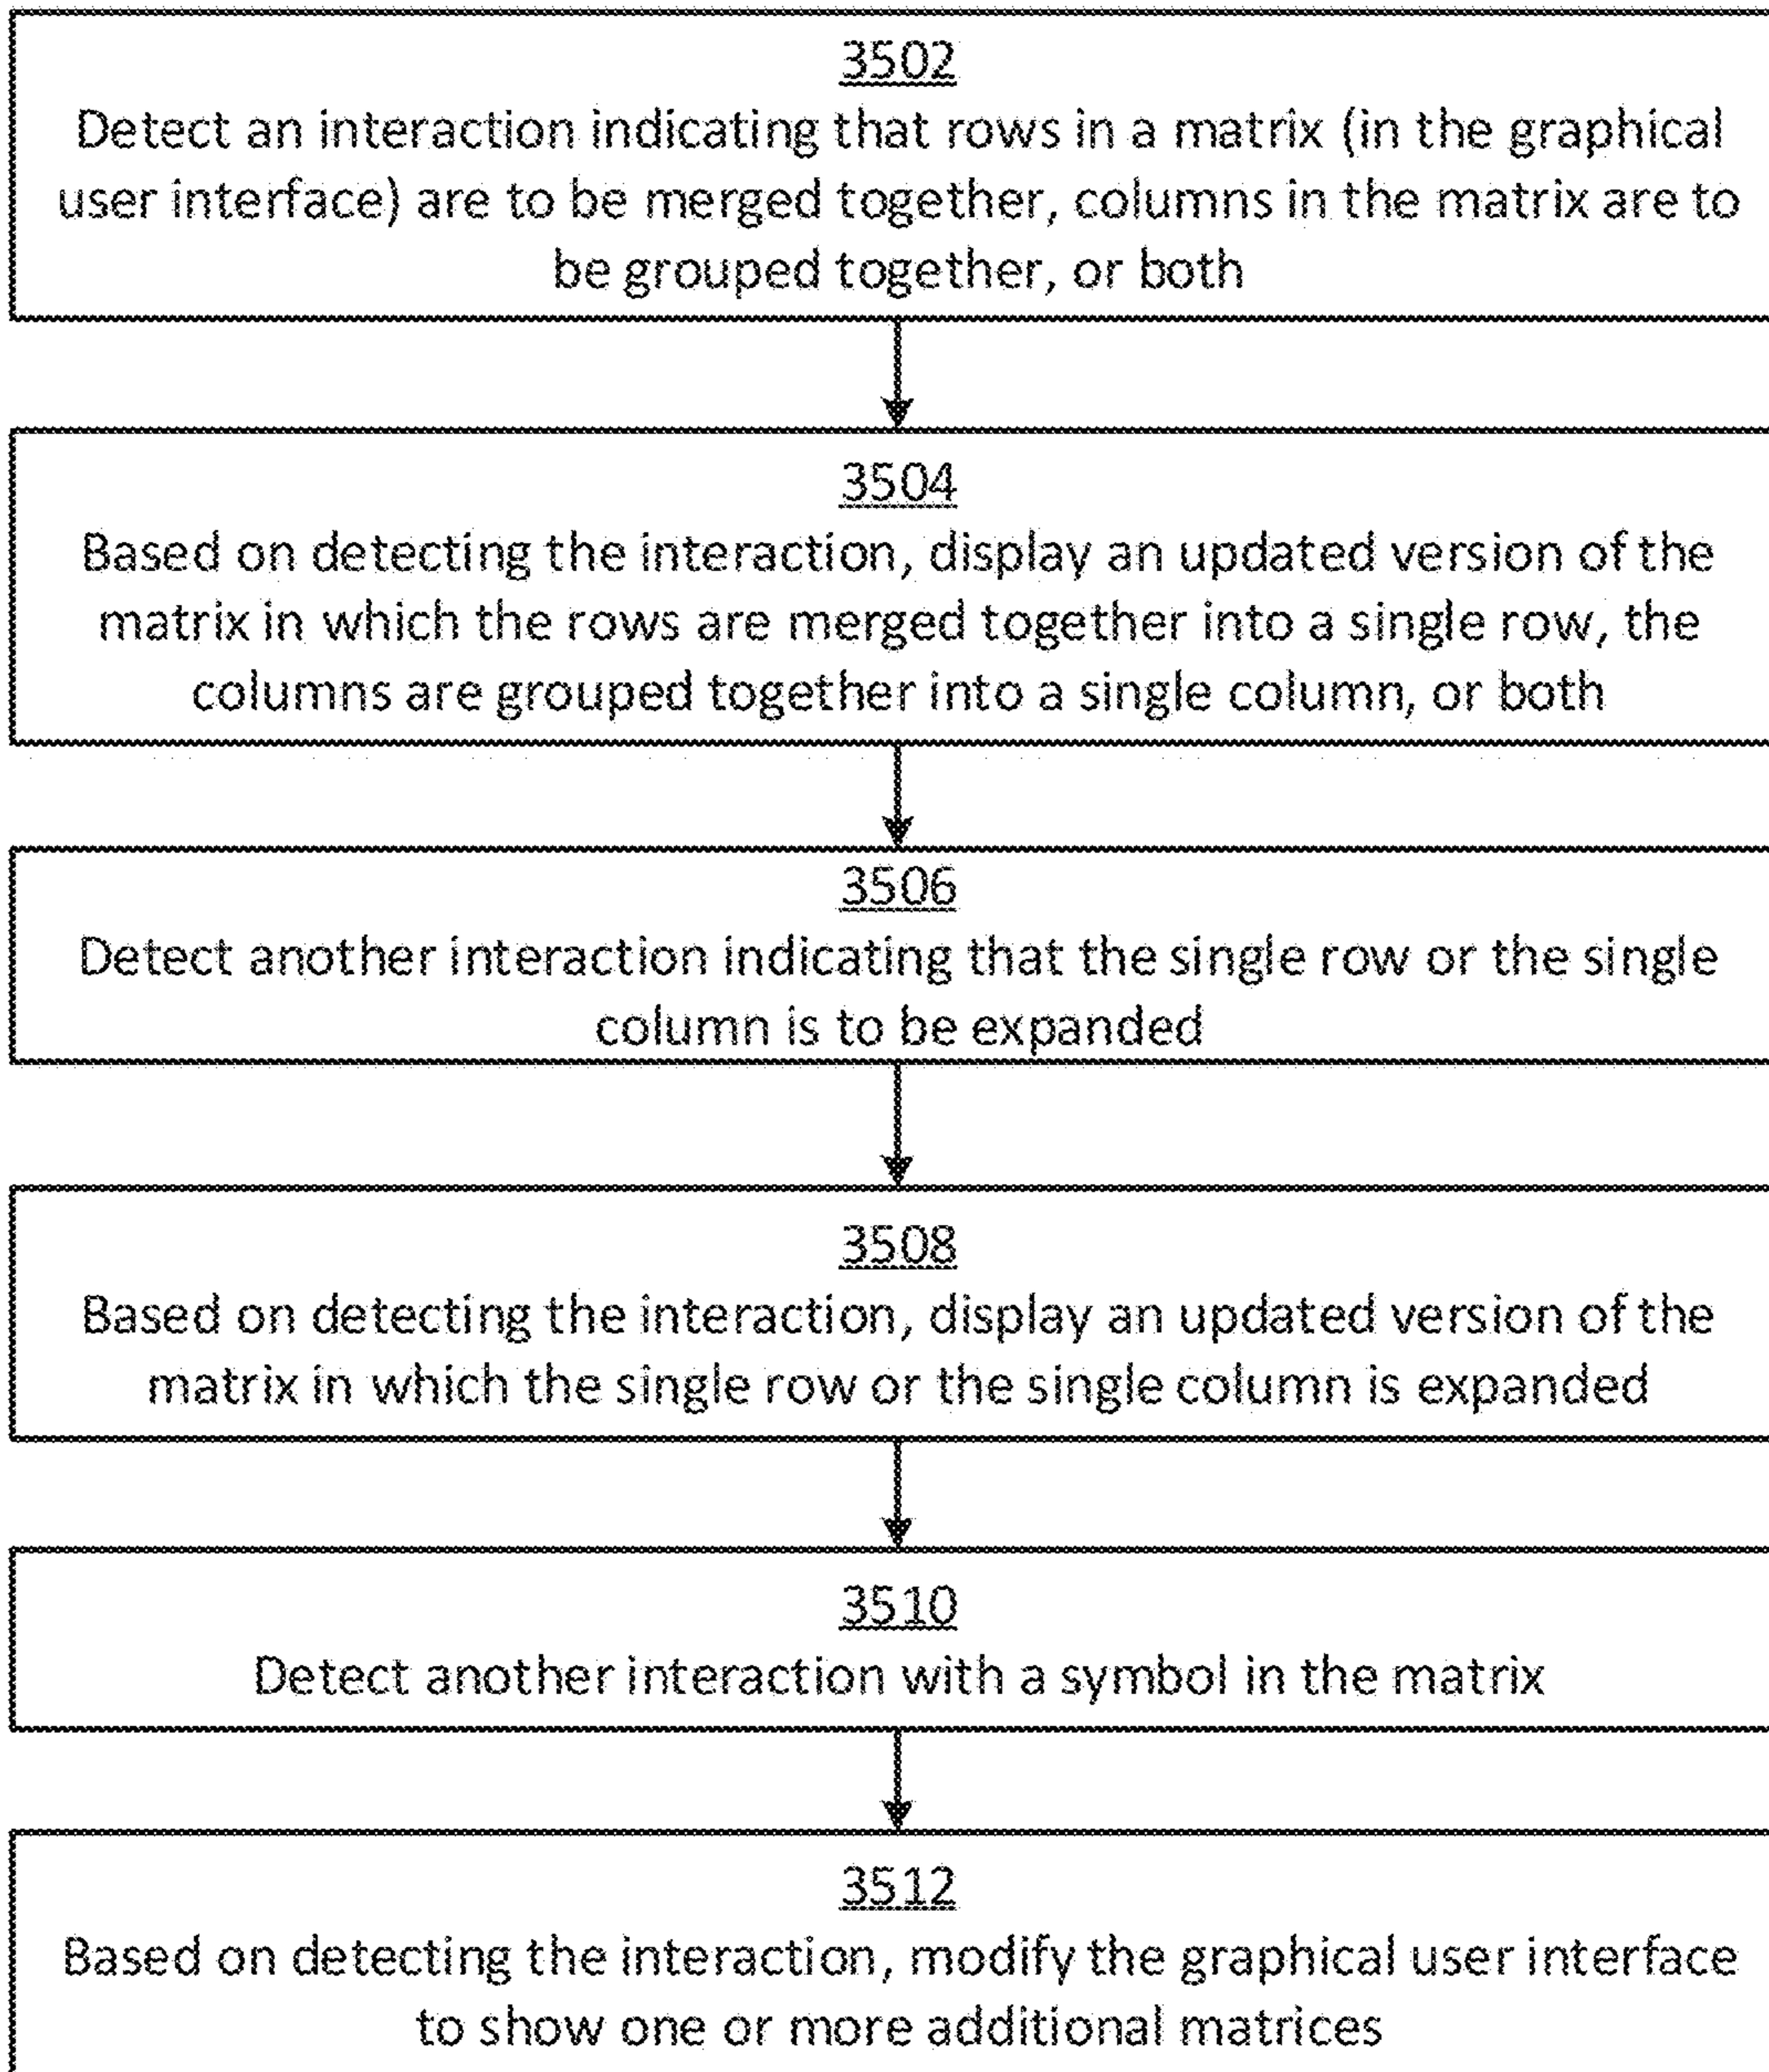 3502
Detect an interaction indicating that rows in a matrix (in the graphical
user interface) are to be merged together, columns in the matrix are to
be grouped together, or both
3504
Based on detecting the interaction, display an updated version of the
matrix in which the rows are merged together into a single row, the
columns are grouped together into a single column, or both
3506
Detect another interaction indicating that the single row or the single
column is to be expanded
3508
Based on detecting the interaction, display an updated version of the
matrix in which the single row or the single column is expanded
3510
Detect another interaction with a symbol in the matrix
3512
Based on detecting the interaction, modify the graphical user interface
to show one or more additional matrices